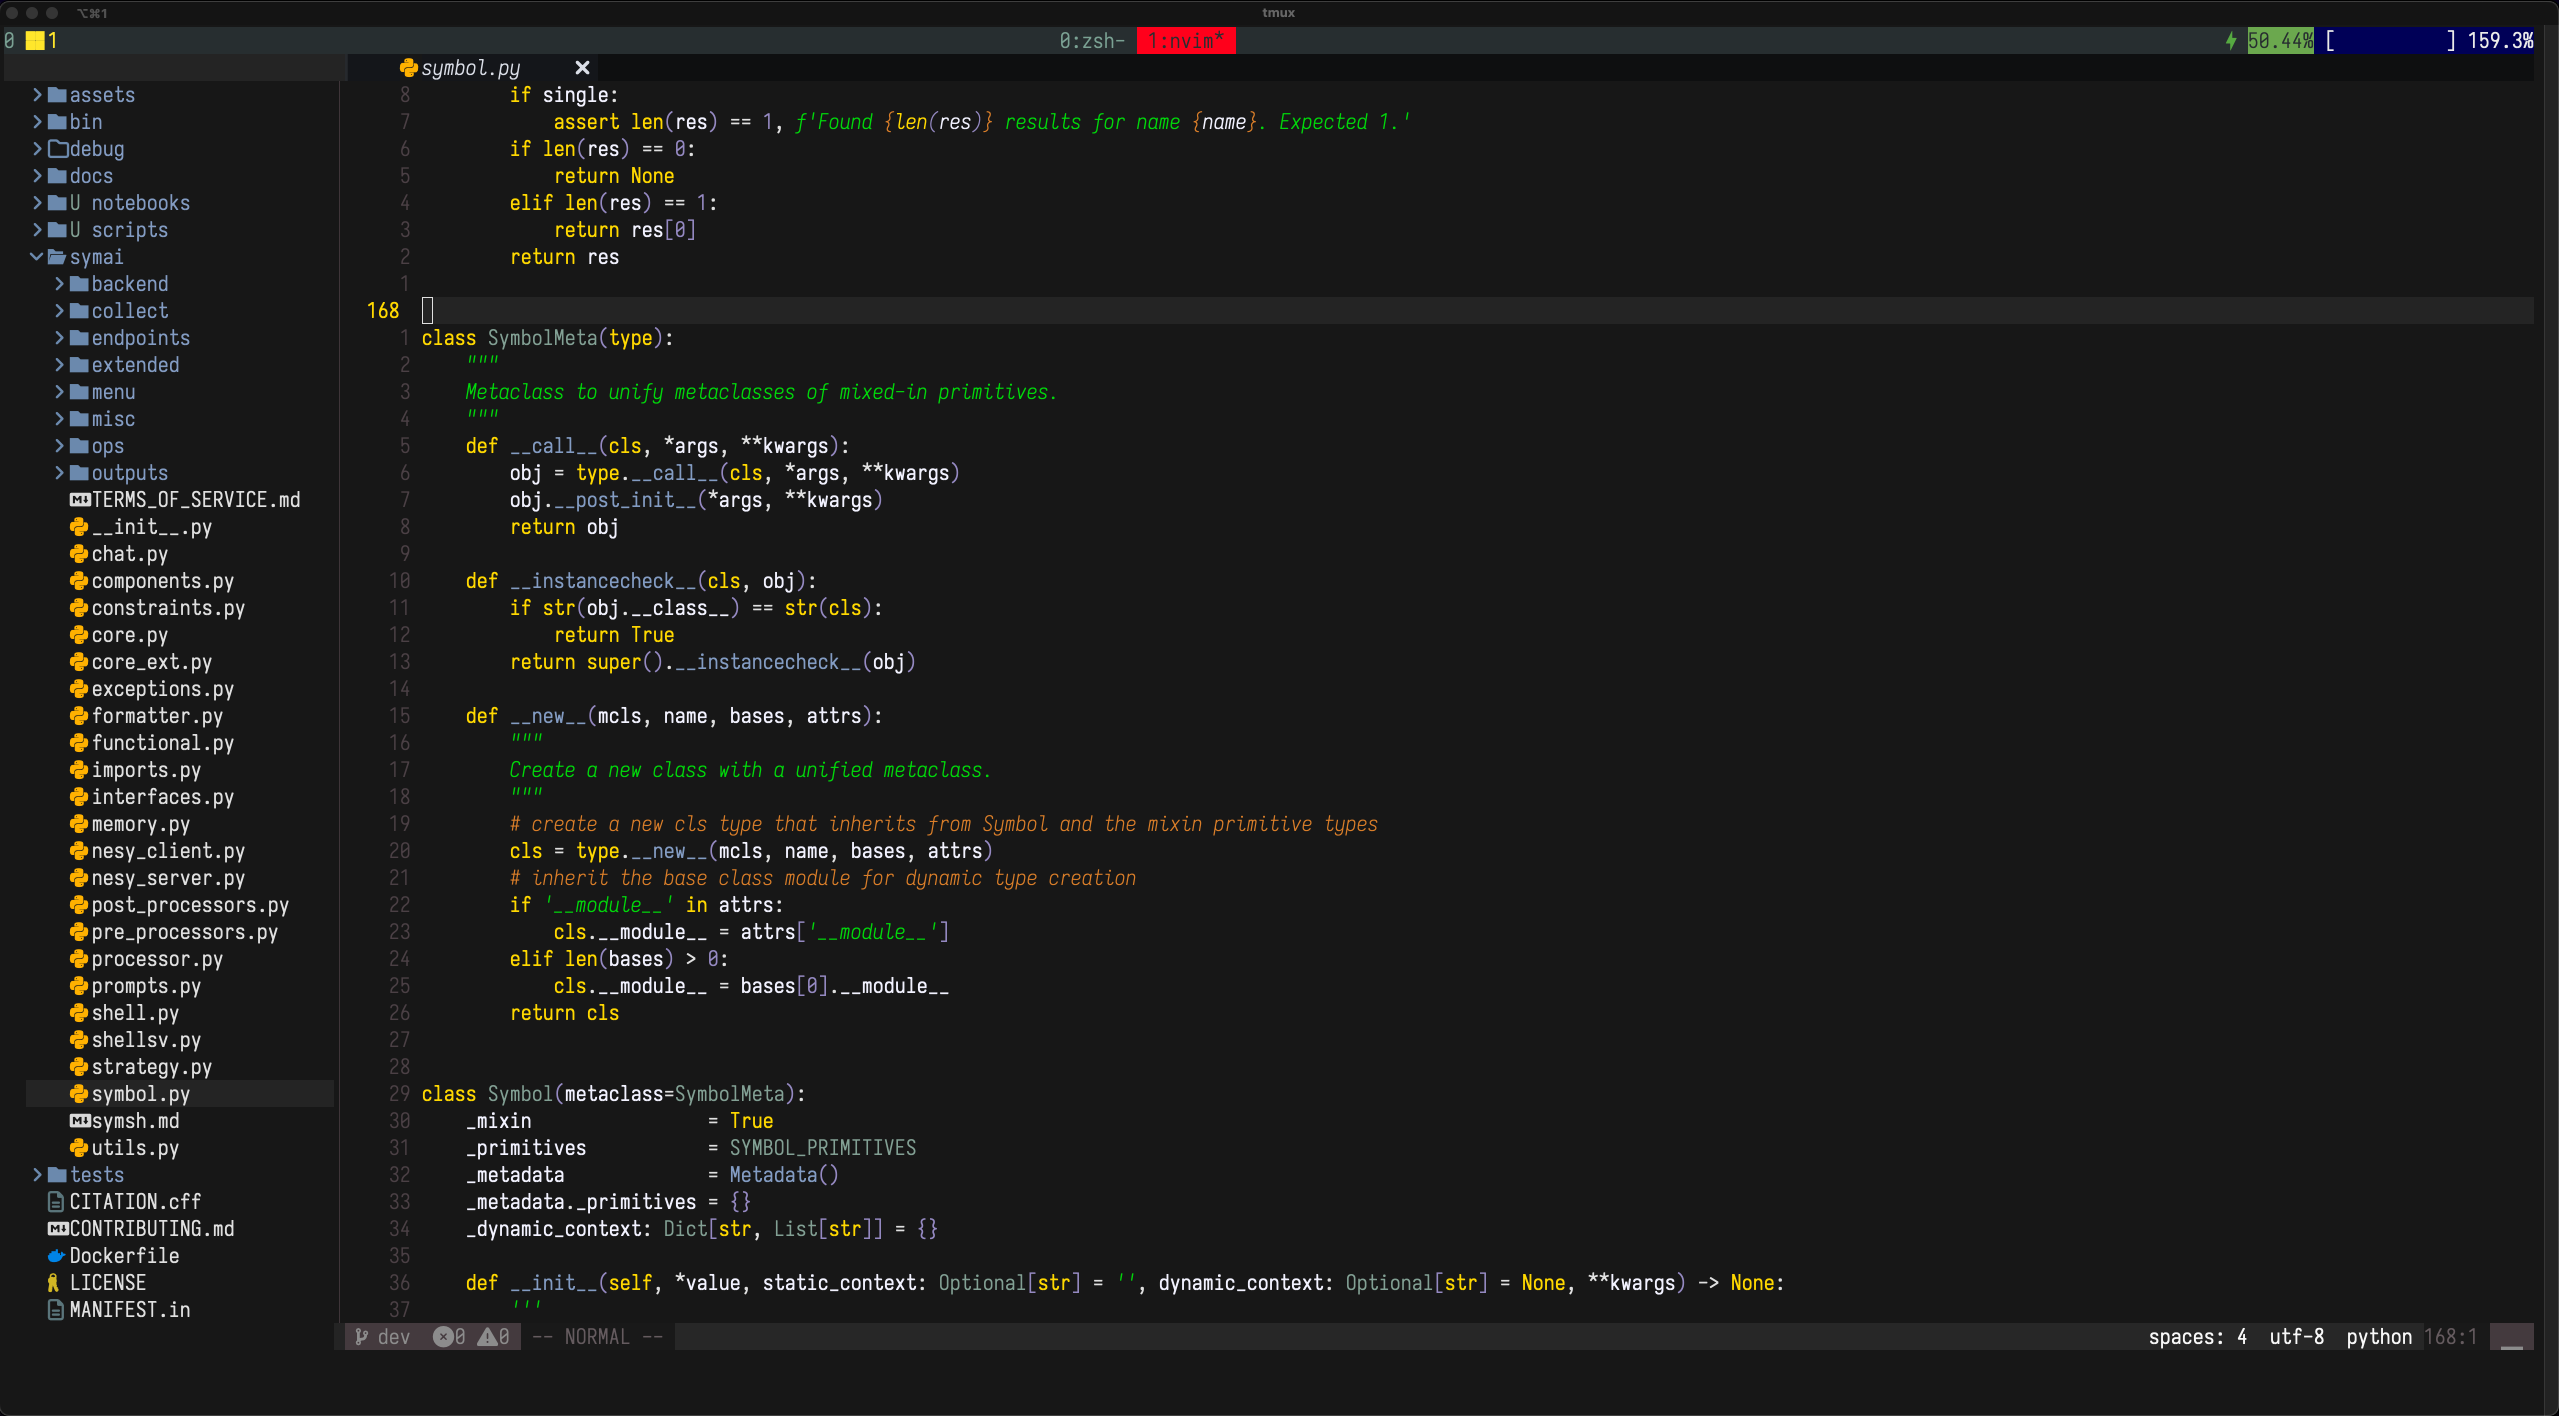 ⌥⌘1 tmux
0 1 0:zsh- 1:nvim* 50.44% [ ] 159.3%
symbol.py ✕
assets
bin
debug
docs
U notebooks
U scripts
symai
backend
collect
endpoints
extended
menu
misc
ops
outputs
TERMS_OF_SERVICE.md
__init__.py
chat.py
components.py
constraints.py
core.py
core_ext.py
exceptions.py
formatter.py
functional.py
imports.py
interfaces.py
memory.py
nesy_client.py
nesy_server.py
post_processors.py
pre_processors.py
processor.py
prompts.py
shell.py
shellsv.py
strategy.py
symbol.py
symsh.md
utils.py
tests
CITATION.cff
CONTRIBUTING.md
Dockerfile
LICENSE
MANIFEST.in
8         if single:
7             assert len(res) == 1, f'Found {len(res)} results for name {name}. Expected 1.'
6         if len(res) == 0:
5             return None
4         elif len(res) == 1:
3             return res[0]
2         return res
1
168
1 class SymbolMeta(type):
2     """
3     Metaclass to unify metaclasses of mixed-in primitives.
4     """
5     def __call__(cls, *args, **kwargs):
6         obj = type.__call__(cls, *args, **kwargs)
7         obj.__post_init__(*args, **kwargs)
8         return obj
9
10     def __instancecheck__(cls, obj):
11         if str(obj.__class__) == str(cls):
12             return True
13         return super().__instancecheck__(obj)
14
15     def __new__(mcls, name, bases, attrs):
16         """
17         Create a new class with a unified metaclass.
18         """
19         # create a new cls type that inherits from Symbol and the mixin primitive types
20         cls = type.__new__(mcls, name, bases, attrs)
21         # inherit the base class module for dynamic type creation
22         if '__module__' in attrs:
23             cls.__module__ = attrs['__module__']
24         elif len(bases) > 0:
25             cls.__module__ = bases[0].__module__
26         return cls
27
28
29 class Symbol(metaclass=SymbolMeta):
30     _mixin                = True
31     _primitives           = SYMBOL_PRIMITIVES
32     _metadata             = Metadata()
33     _metadata._primitives = {}
34     _dynamic_context: Dict[str, List[str]] = {}
35
36     def __init__(self, *value, static_context: Optional[str] = '', dynamic_context: Optional[str] = None, **kwargs) -> None:
37         '''
dev 0 0 -- NORMAL -- spaces: 4 utf-8 python 168:1